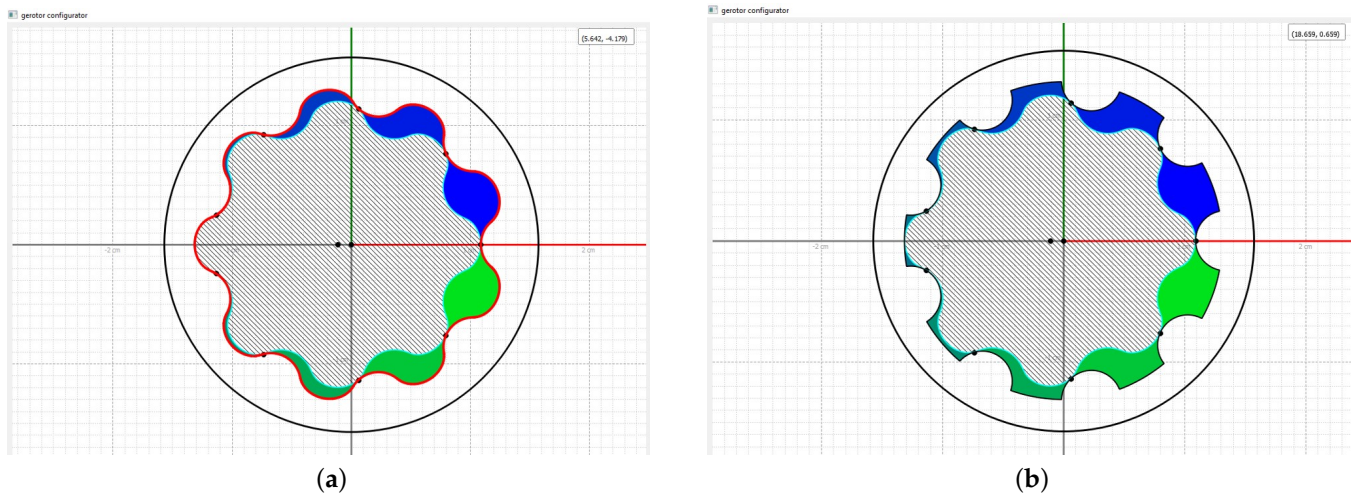 gerotor configurator
(5.642, -4.179)
-2 cm
2 cm
(a)
gerotor configurator
(18.659, 0.659)
-2 cm
2 cm
(b)